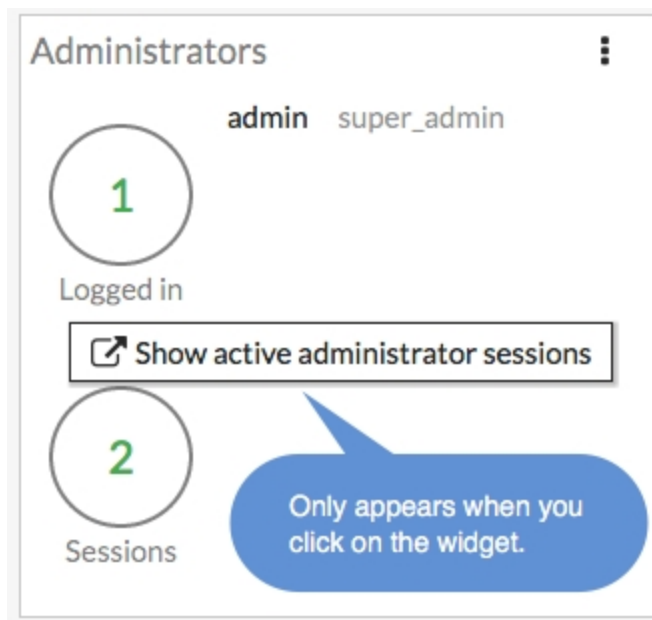 Administrators
admin super_admin
1
Logged in
Show active administrator sessions
2
Sessions
Only appears when you
click on the widget.